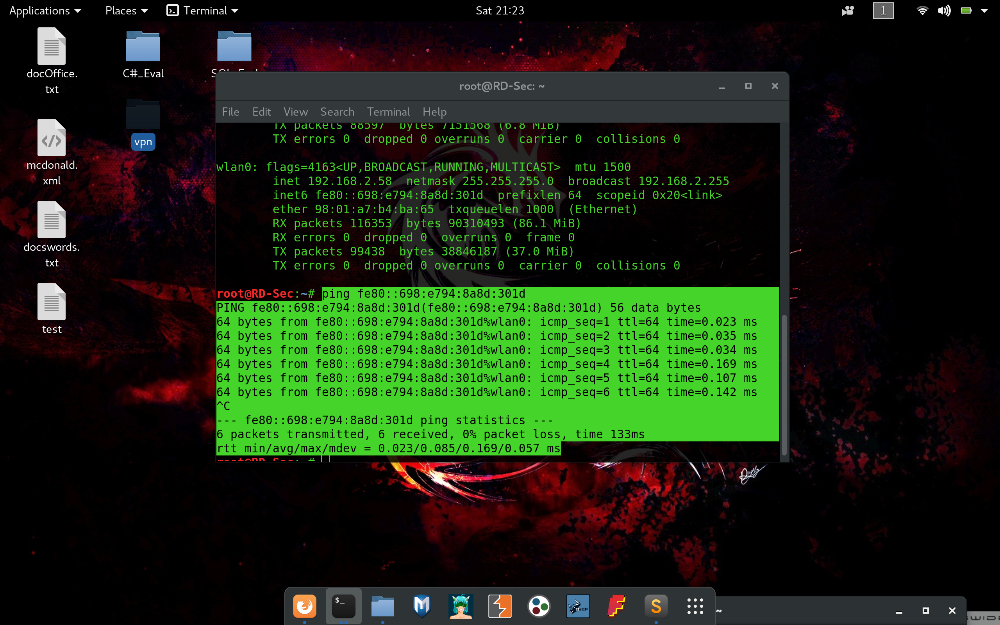 Applications Places Terminal Sat 21:23 1
docOffice.
txt
C#_Eval
mcdonald.
xml
vpn
docswords.
txt
test
root@RD-Sec: ~
File Edit View Search Terminal Help
TX packets 88597 bytes 7151568 (6.8 MiB)
TX errors 0 dropped 0 overruns 0 carrier 0 collisions 0
wlan0: flags=4163<UP,BROADCAST,RUNNING,MULTICAST> mtu 1500
inet 192.168.2.58 netmask 255.255.255.0 broadcast 192.168.2.255
inet6 fe80::698:e794:8a8d:301d prefixlen 64 scopeid 0x20<link>
ether 98:01:a7:b4:ba:65 txqueuelen 1000 (Ethernet)
RX packets 116353 bytes 90310493 (86.1 MiB)
RX errors 0 dropped 0 overruns 0 frame 0
TX packets 99438 bytes 38846187 (37.0 MiB)
TX errors 0 dropped 0 overruns 0 carrier 0 collisions 0
root@RD-Sec:~# ping fe80::698:e794:8a8d:301d
PING fe80::698:e794:8a8d:301d(fe80::698:e794:8a8d:301d) 56 data bytes
64 bytes from fe80::698:e794:8a8d:301d%wlan0: icmp_seq=1 ttl=64 time=0.023 ms
64 bytes from fe80::698:e794:8a8d:301d%wlan0: icmp_seq=2 ttl=64 time=0.035 ms
64 bytes from fe80::698:e794:8a8d:301d%wlan0: icmp_seq=3 ttl=64 time=0.034 ms
64 bytes from fe80::698:e794:8a8d:301d%wlan0: icmp_seq=4 ttl=64 time=0.169 ms
64 bytes from fe80::698:e794:8a8d:301d%wlan0: icmp_seq=5 ttl=64 time=0.107 ms
64 bytes from fe80::698:e794:8a8d:301d%wlan0: icmp_seq=6 ttl=64 time=0.142 ms
^C
--- fe80::698:e794:8a8d:301d ping statistics ---
6 packets transmitted, 6 received, 0% packet loss, time 133ms
rtt min/avg/max/mdev = 0.023/0.085/0.169/0.057 ms
root@RD-Sec:~#
$_
BeEF
S
~